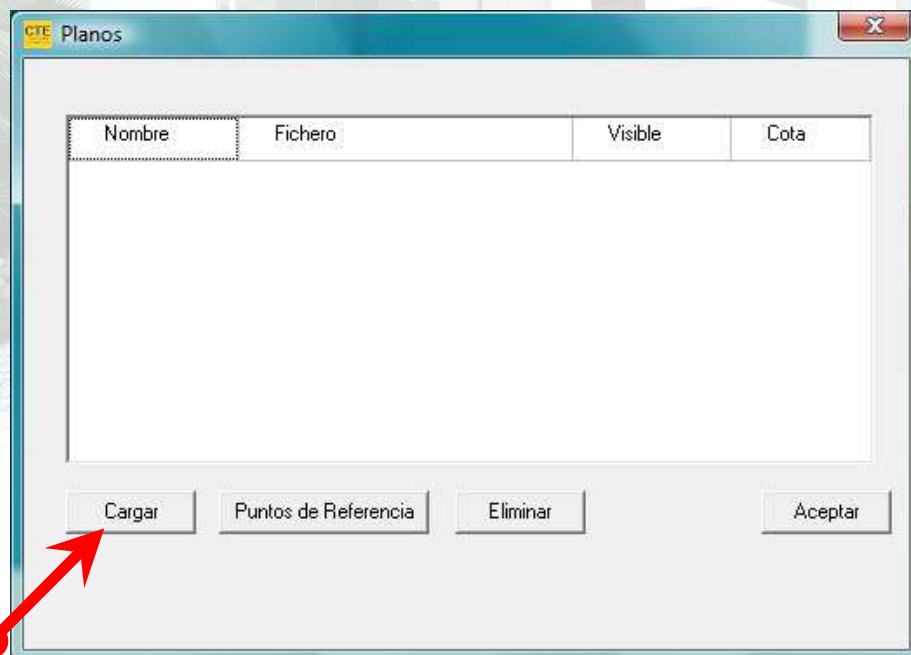 CTE Planos
Nombre Fichero Visible Cota
Cargar Puntos de Referencia Eliminar Aceptar